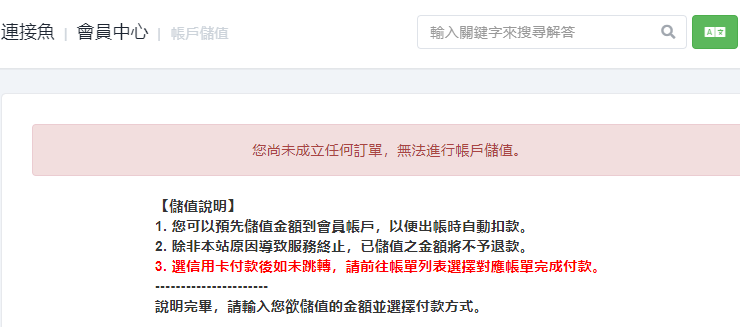 連接魚 | 會員中心 | 帳戶儲值
輸入關鍵字來搜尋解答
您尚未成立任何訂單，無法進行帳戶儲值。
【儲值說明】
1. 您可以預先儲值金額到會員帳戶，以便出帳時自動扣款。
2. 除非本站原因導致服務終止，已儲值之金額將不予退款。
3. 選信用卡付款後如未跳轉，請前往帳單列表選擇對應帳單完成付款。
----------------------
說明完畢，請輸入您欲儲值的金額並選擇付款方式。